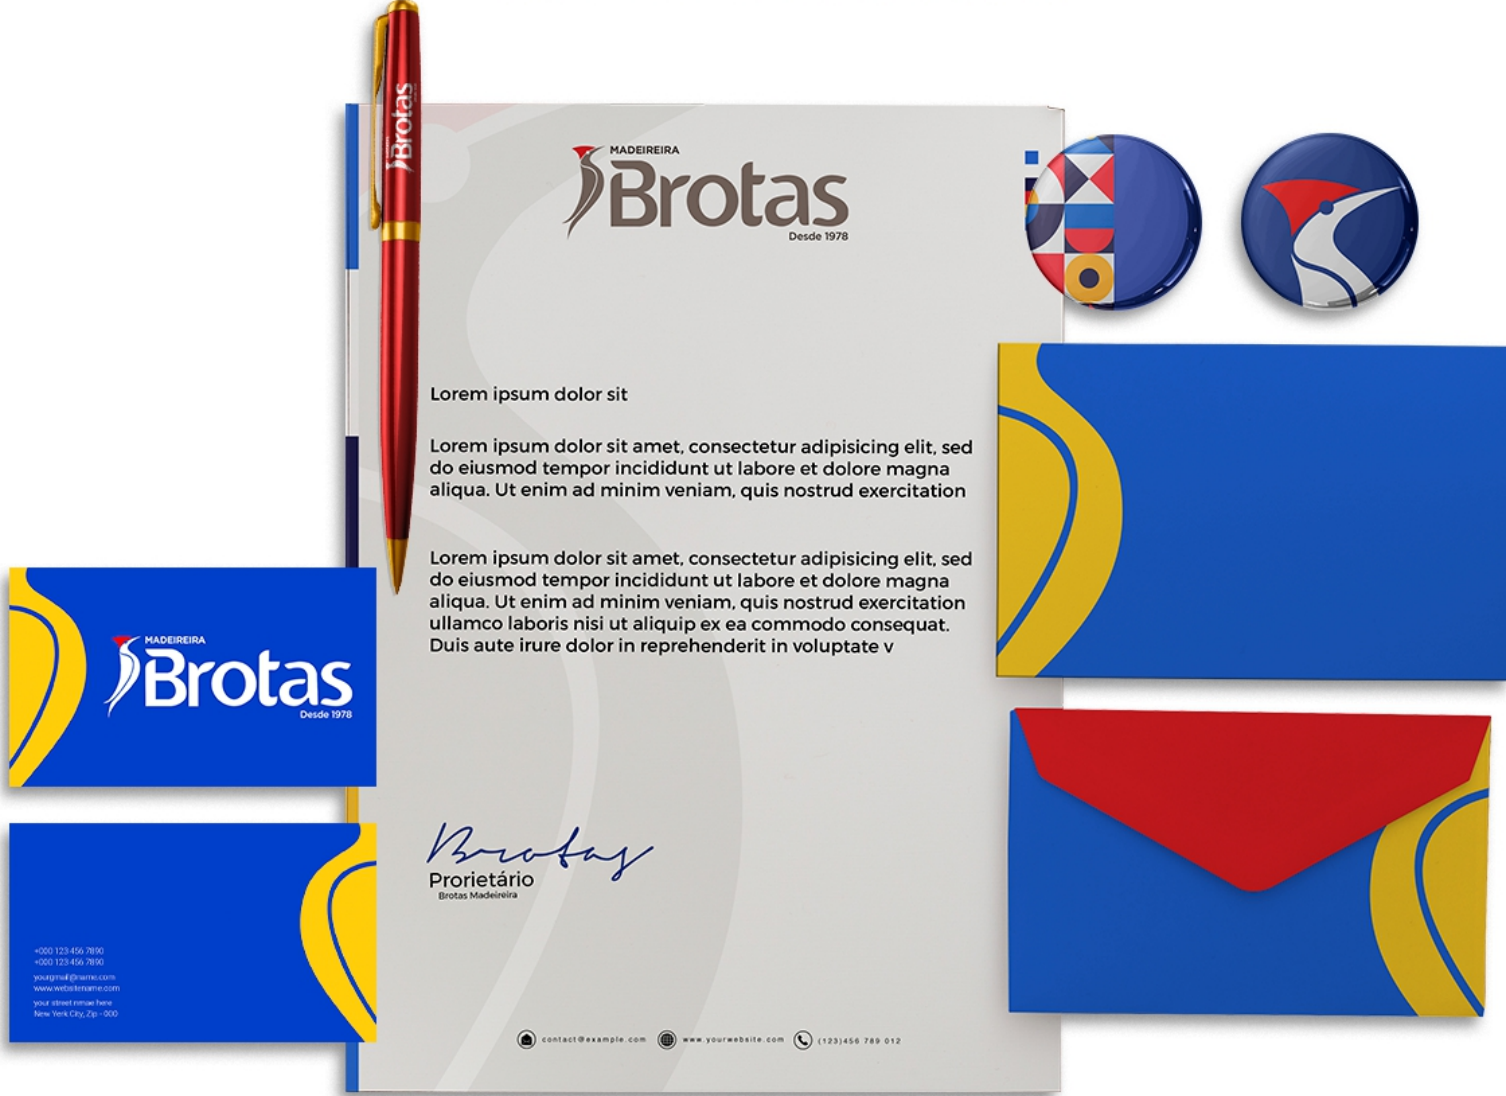 Brotas
MADEIREIRA
Brotas
Desde 1978
Lorem ipsum dolor sit
Lorem ipsum dolor sit amet, consectetur adipisicing elit, sed
do eiusmod tempor incididunt ut labore et dolore magna
aliqua. Ut enim ad minim veniam, quis nostrud exercitation
Lorem ipsum dolor sit amet, consectetur adipisicing elit, sed
do eiusmod tempor incididunt ut labore et dolore magna
aliqua. Ut enim ad minim veniam, quis nostrud exercitation
ullamco laboris nisi ut aliquip ex ea commodo consequat.
Duis aute irure dolor in reprehenderit in voluptate v
Brotas
Prorietário
Brotas Madeireira
contact@example.com www.yourwebsite.com (123)456 789 012
MADEIREIRA
Brotas
Desde 1978
+000 123 456 7890
+000 123 456 7890
yourgmail@name.com
www.websitename.com
your street nmae here
New Yerk City, Zip - 000